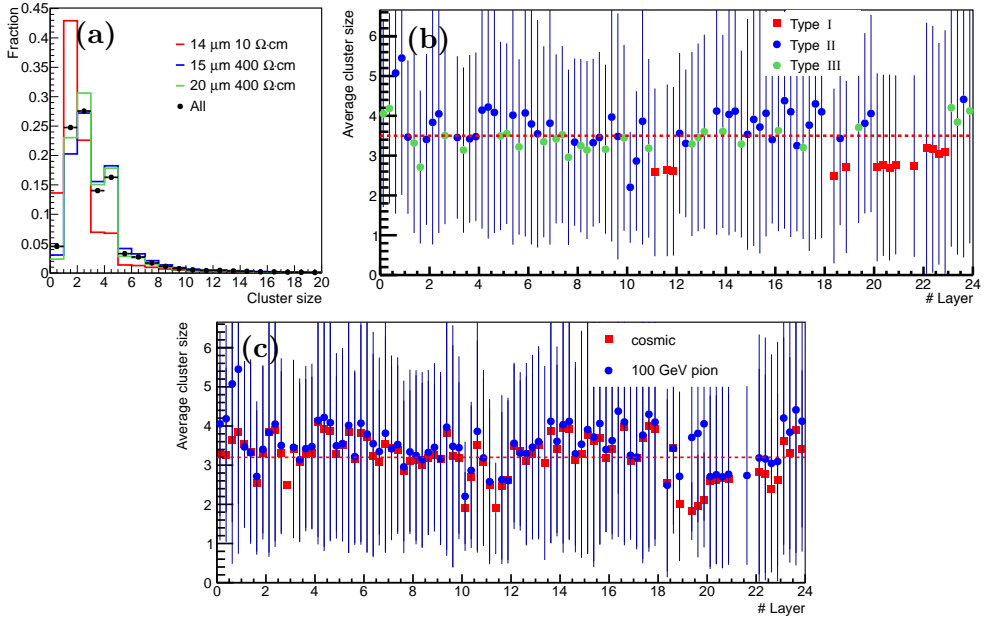 (a)
Fraction
0.45
0.4
0.35
0.3
0.25
0.2
0.15
0.1
0.05
0
14 μm 10 Ω·cm
15 μm 400 Ω·cm
20 μm 400 Ω·cm
All
0 2 4 6 8 10 12 14 16 18 20
Cluster size
(b)
Average cluster size
6
5
4
3
2
1
0
Type I
Type II
Type III
0 2 4 6 8 10 12 14 16 18 20 22 24
# Layer
(c)
Average cluster size
6
5
4
3
2
1
0
cosmic
100 GeV pion
0 2 4 6 8 10 12 14 16 18 20 22 24
# Layer